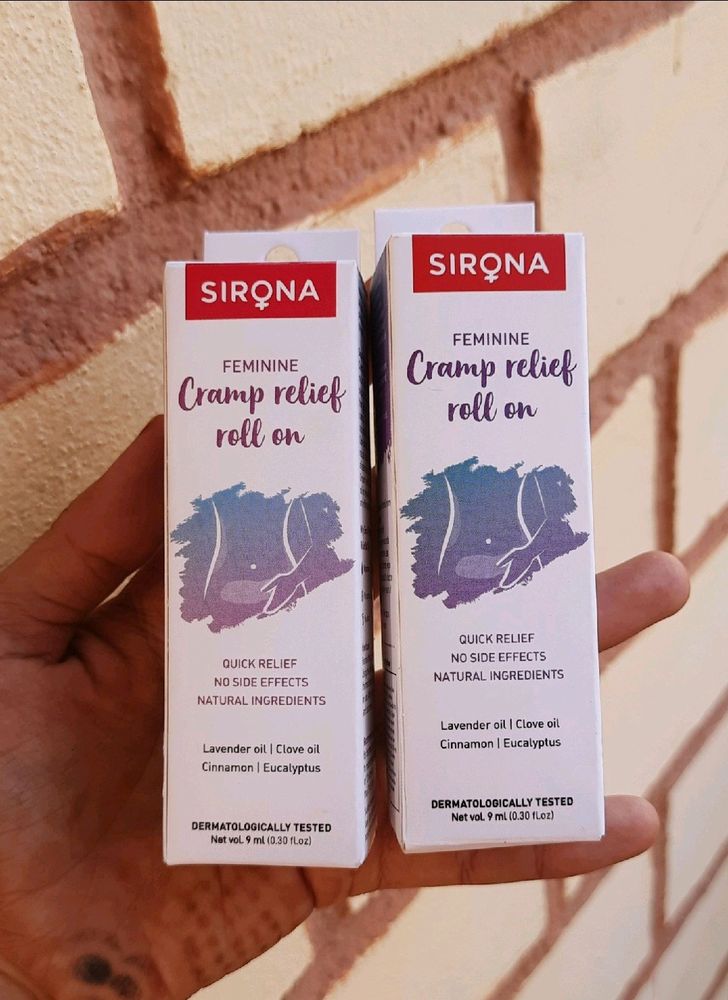 SIRONA
FEMININE
Cramp relief
roll on
QUICK RELIEF
NO SIDE EFFECTS
NATURAL INGREDIENTS
Lavender oil | Clove oil
Cinnamon | Eucalyptus
DERMATOLOGICALLY TESTED
Net vol. 9 ml (0.30 fl.oz)
SIRONA
FEMININE
Cramp relief
roll on
QUICK RELIEF
NO SIDE EFFECTS
NATURAL INGREDIENTS
Lavender oil | Clove oil
Cinnamon | Eucalyptus
DERMATOLOGICALLY TESTED
Net vol. 9 ml (0.30 fl.oz)